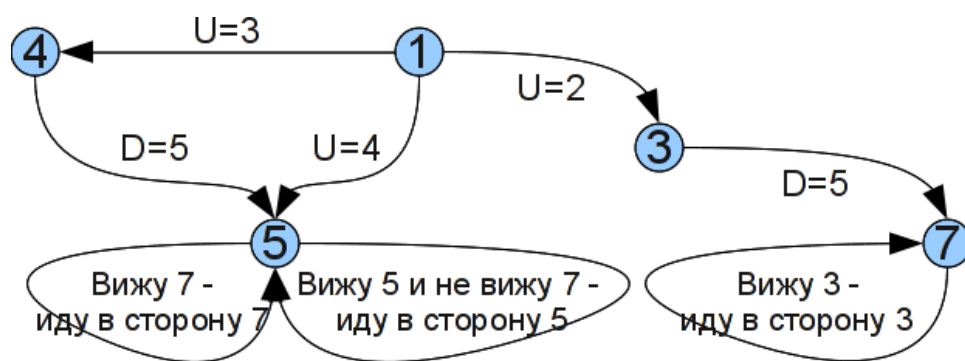 U=3
4
1
U=2
D=5
U=4
3
D=5
5
7
Вижу 7 -
иду в сторону 7
Вижу 5 и не вижу 7 -
иду в сторону 5
Вижу 3 -
иду в сторону 3